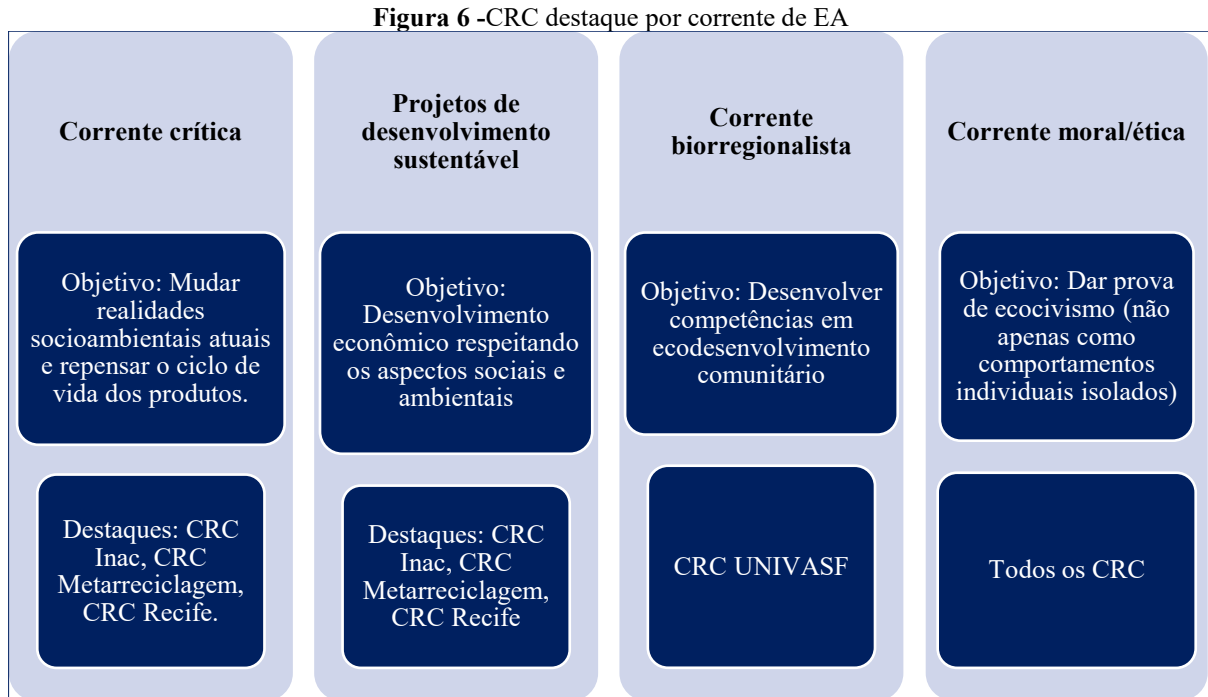 Figura 6 -CRC destaque por corrente de EA
Corrente crítica
Objetivo: Mudar
realidades
socioambientais atuais
e repensar o ciclo de
vida dos produtos.
Destaques: CRC
Inac, CRC
Metarreciclagem,
CRC Recife.
Projetos de
desenvolvimento
sustentável
Objetivo:
Desenvolvimento
econômico respeitando
os aspectos sociais e
ambientais
Destaques: CRC
Inac, CRC
Metarreciclagem,
CRC Recife
Corrente
biorregionalista
Objetivo: Desenvolver
competências em
ecodesenvolvimento
comunitário
CRC UNIVASF
Corrente moral/ética
Objetivo: Dar prova
de ecocivismo (não
apenas como
comportamentos
individuais isolados)
Todos os CRC